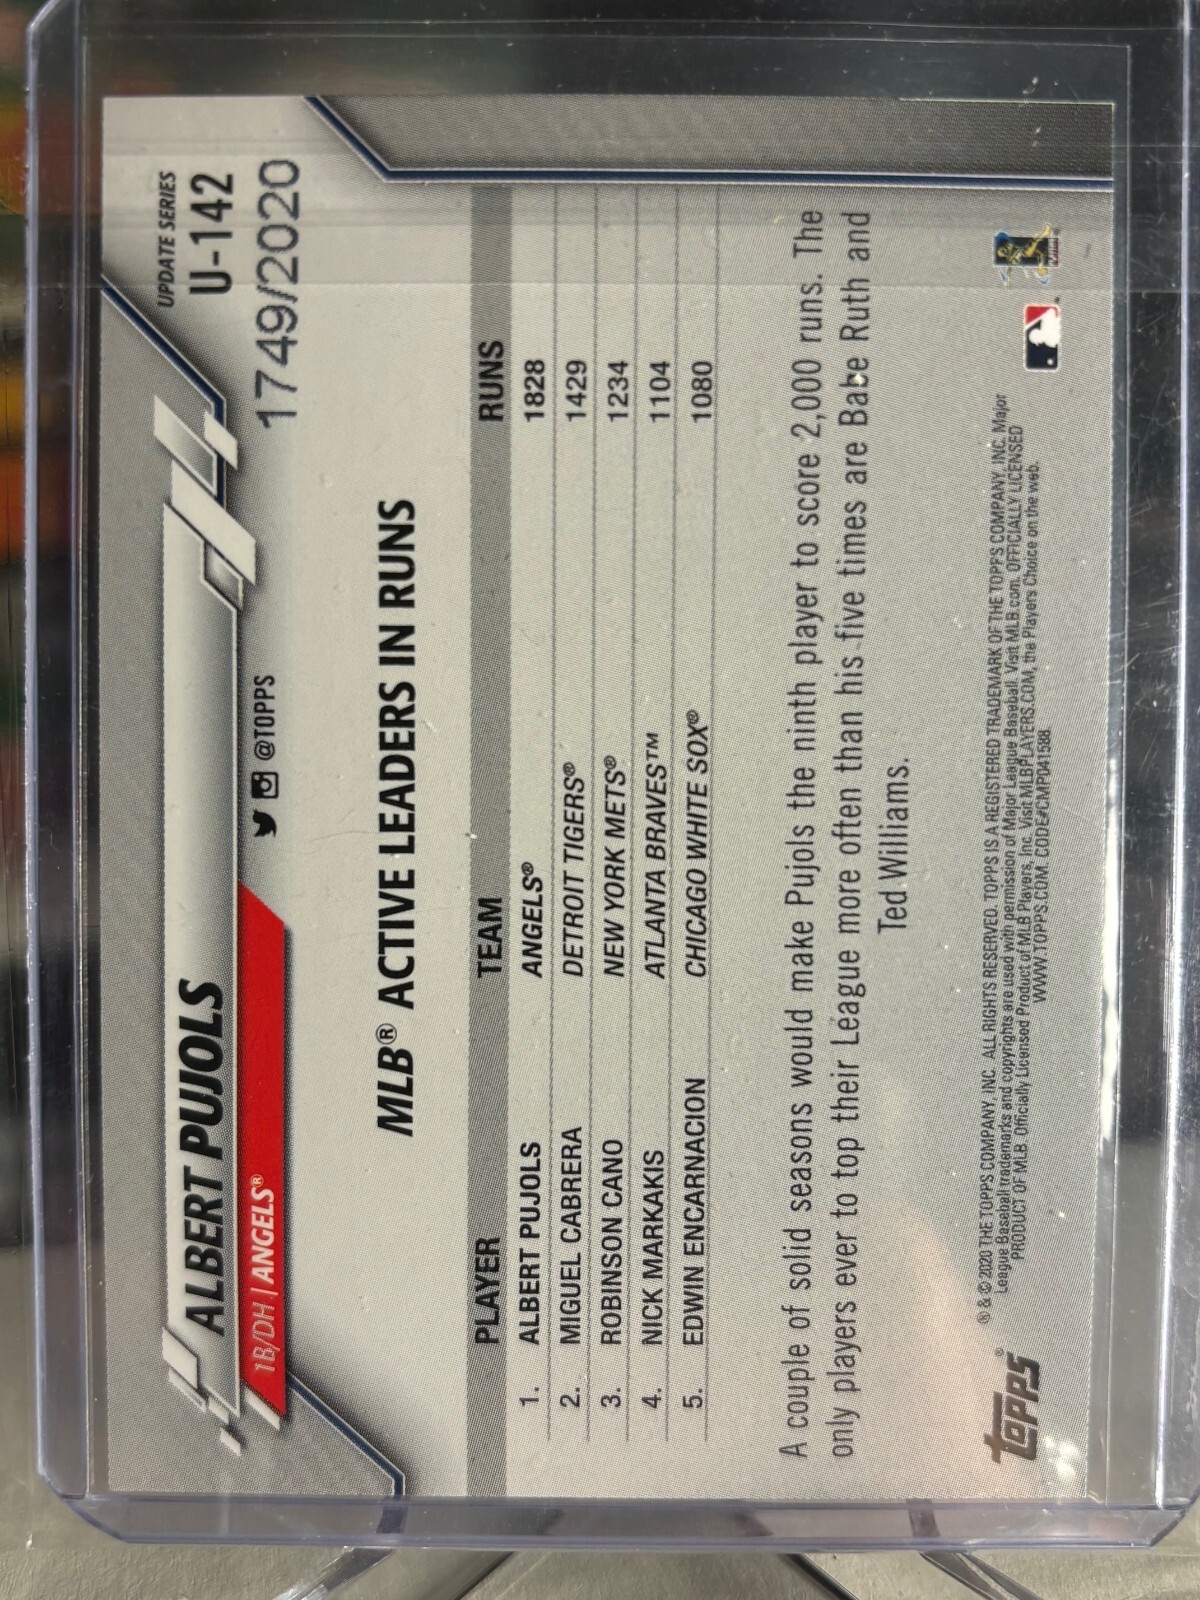 UPDATE SERIES
U-142
1749/2020
ALBERT PUJOLS
1B/DH | ANGELS®
@TOPPS
MLB® ACTIVE LEADERS IN RUNS
PLAYER TEAM RUNS
1. ALBERT PUJOLS ANGELS® 1828
2. MIGUEL CABRERA DETROIT TIGERS® 1429
3. ROBINSON CANO NEW YORK METS® 1234
4. NICK MARKAKIS ATLANTA BRAVES™ 1104
5. EDWIN ENCARNACION CHICAGO WHITE SOX® 1080
A couple of solid seasons would make Pujols the ninth player to score 2,000 runs. The
only players ever to top their League more often than his five times are Babe Ruth and
Ted Williams.
topps®
® & © 2020 THE TOPPS COMPANY, INC. ALL RIGHTS RESERVED. TOPPS IS A REGISTERED TRADEMARK OF THE TOPPS COMPANY, INC. Major
League Baseball trademarks and copyrights are used with permission of Major League Baseball. Visit MLB.com. OFFICIALLY LICENSED
PRODUCT OF MLB. Officially Licensed Product of MLB Players, Inc. Visit MLBPLAYERS.COM, the Players Choice on the web.
WWW.TOPPS.COM. CODE#CMP041588.